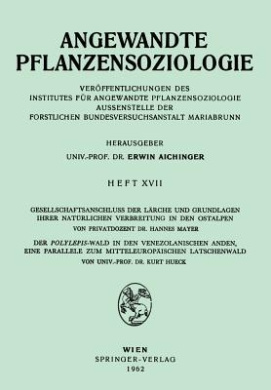 ANGEWANDTE
PFLANZENSOZIOLOGIE
VERÖFFENTLICHUNGEN DES
INSTITUTES FÜR ANGEWANDTE PFLANZENSOZIOLOGIE
AUSSENSTELLE DER
FORSTLICHEN BUNDESVERSUCHSANSTALT MARIABRUNN
HERAUSGEBER
UNIV.-PROF. DR. ERWIN AICHINGER
HEFT XVII
GESELLSCHAFTSANSCHLUSS DER LÄRCHE UND GRUNDLAGEN
IHRER NATÜRLICHEN VERBREITUNG IN DEN OSTALPEN
VON PRIVATDOZENT DR. HANNES MAYER
DER POLYLEPIS-WALD IN DEN VENEZOLANISCHEN ANDEN,
EINE PARALLELE ZUM MITTELEUROPÄISCHEN LATSCHENWALD
VON UNIV.-PROF. DR. KURT HUECK
WIEN
SPRINGER-VERLAG
1962